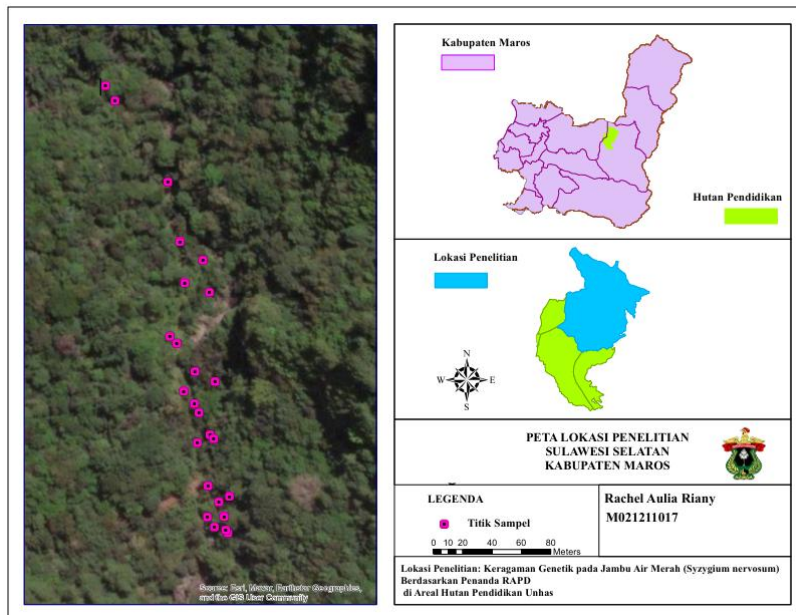 Kabupaten Maros
Hutan Pendidikan
Lokasi Penelitian
N
W E
S
PETA LOKASI PENELITIAN
SULAWESI SELATAN
KABUPATEN MAROS
LEGENDA
Titik Sampel
0 10 20 40 60 80
Meters
Rachel Aulia Riany
M021211017
Lokasi Penelitian: Keragaman Genetik pada Jambu Air Merah (Syzygium nervosum)
Berdasarkan Penanda RAPD
di Areal Hutan Pendidikan Unhas
Source: Esri, Maxar, Earthstar Geographics,
and the GIS User Community